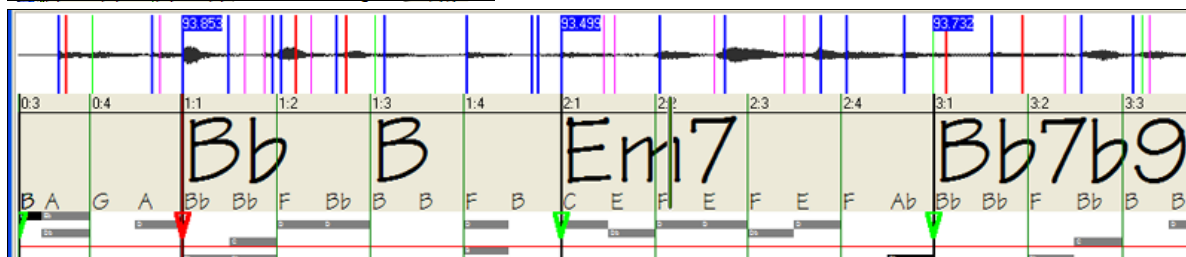 93.853 93.499 93.732
0:3 0:4 1:1 1:2 1:3 1:4 2:1 2:2 2:3 2:4 3:1 3:2 3:3
Bb B Em7 Bb7b9
B A G A Bb Bb F Bb B B F B C E F E F E F Ab Bb Bb F Bb B B